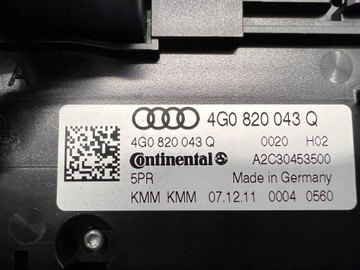 A
4G0 820 043 Q
4G0 820 043 Q 0020 H02
Continental A2C30453500
5PR Made in Germany
KMM KMM 07.12.11 0004 0560